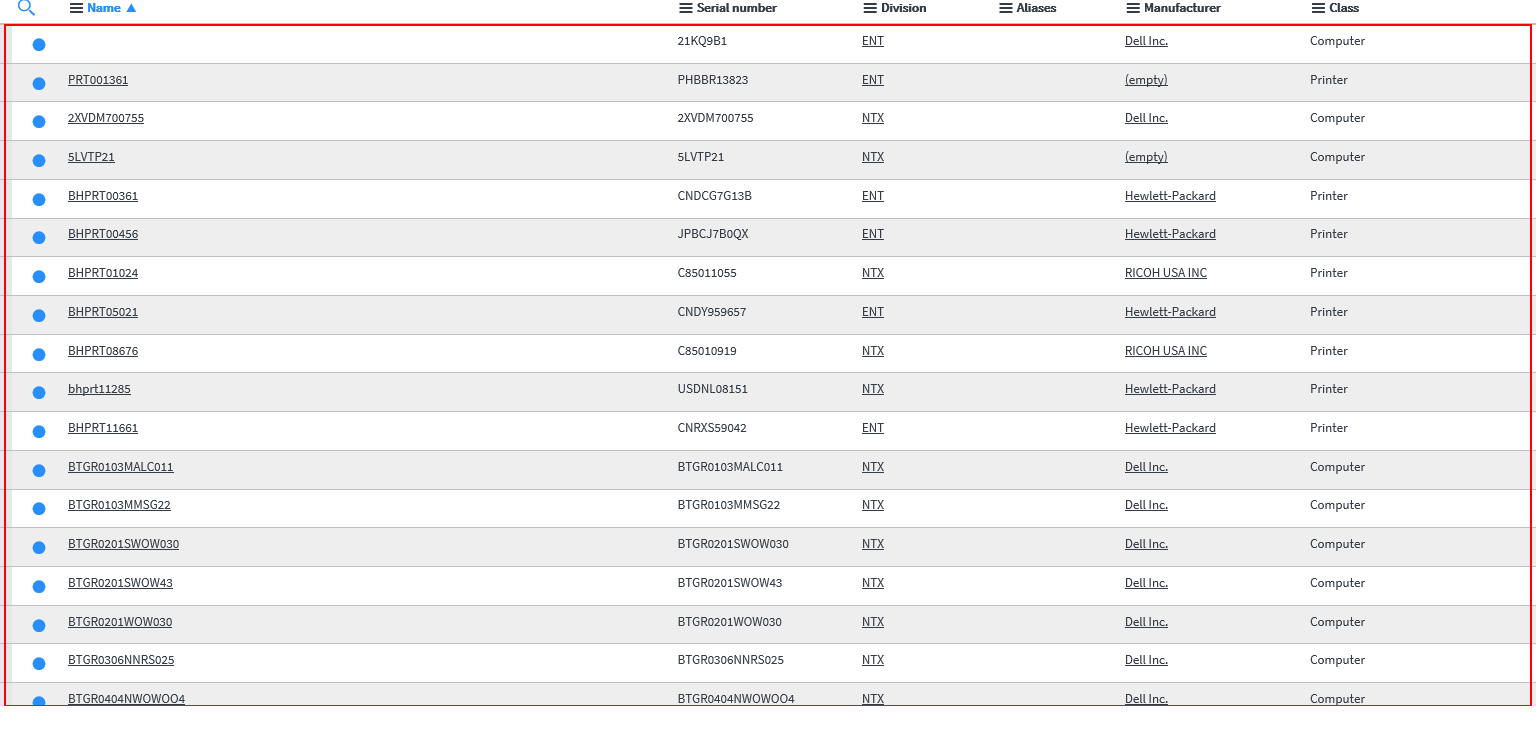 Name Serial number Division Aliases Manufacturer Class
21KQ9B1 ENT Dell Inc. Computer
PRT001361 PHBBR13823 ENT (empty) Printer
2XVDM700755 2XVDM700755 NTX Dell Inc. Computer
5LVTP21 5LVTP21 NTX (empty) Computer
BHPRT00361 CNDCG7G13B ENT Hewlett-Packard Printer
BHPRT00456 JPBCJ7B0QX ENT Hewlett-Packard Printer
BHPRT01024 C85011055 NTX RICOH USA INC Printer
BHPRT05021 CNDY959657 ENT Hewlett-Packard Printer
BHPRT08676 C85010919 NTX RICOH USA INC Printer
bhprt11285 USDNL08151 NTX Hewlett-Packard Printer
BHPRT11661 CNRXS59042 ENT Hewlett-Packard Printer
BTGR0103MALC011 BTGR0103MALC011 NTX Dell Inc. Computer
BTGR0103MMSG22 BTGR0103MMSG22 NTX Dell Inc. Computer
BTGR0201SWOW030 BTGR0201SWOW030 NTX Dell Inc. Computer
BTGR0201SWOW43 BTGR0201SWOW43 NTX Dell Inc. Computer
BTGR0201WOW030 BTGR0201WOW030 NTX Dell Inc. Computer
BTGR0306NNRS025 BTGR0306NNRS025 NTX Dell Inc. Computer
BTGR0404NWOWOO4 BTGR0404NWOWOO4 NTX Dell Inc. Computer